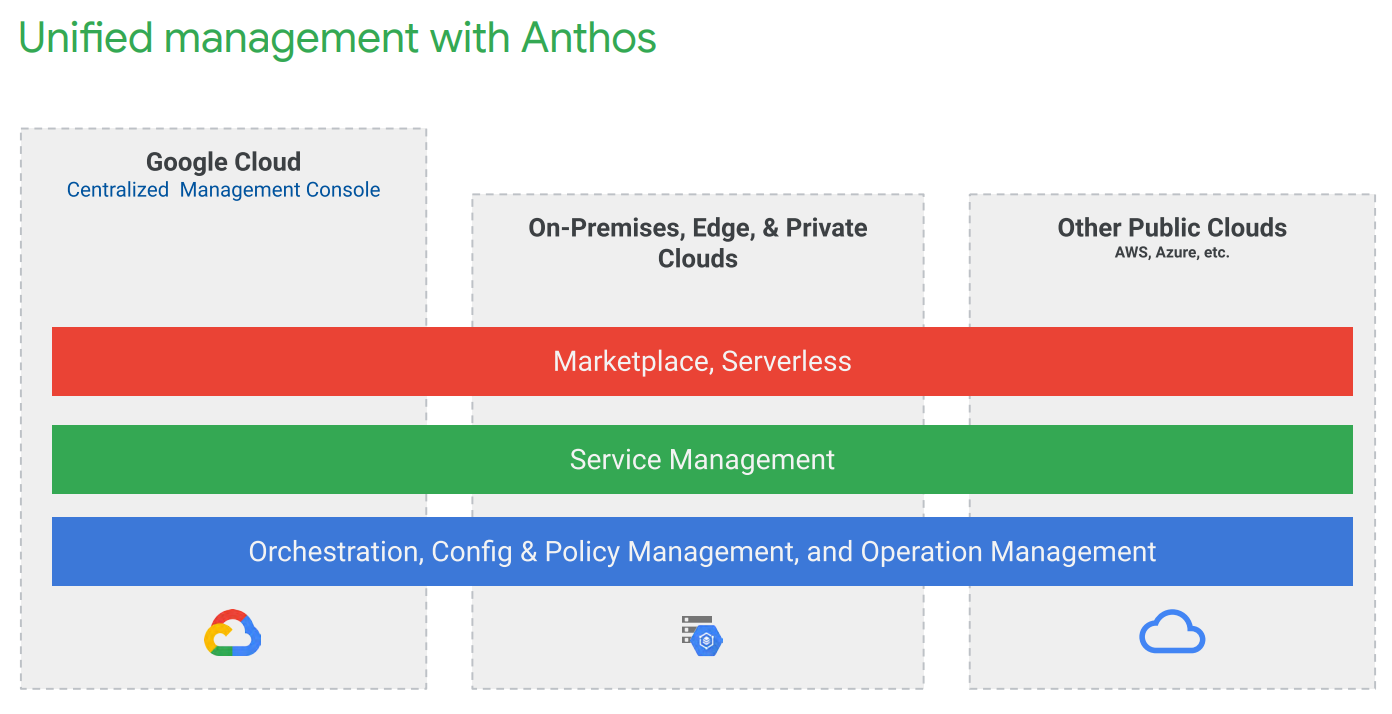 Unified management with Anthos
Google Cloud
Centralized  Management Console
On-Premises, Edge, & Private
Clouds
Other Public Clouds
AWS, Azure, etc.
Marketplace, Serverless
Service Management
Orchestration, Config & Policy Management, and Operation Management